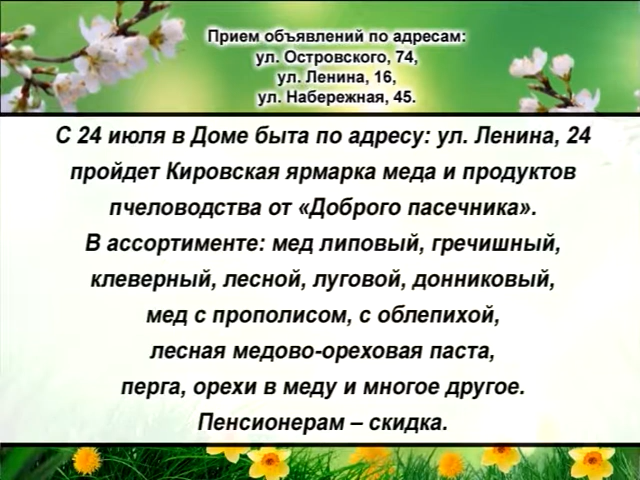 Прием объявлений по адресам:
ул. Островского, 74,
ул. Ленина, 16,
ул. Набережная, 45.
С 24 июля в Доме быта по адресу: ул. Ленина, 24
пройдет Кировская ярмарка меда и продуктов
пчеловодства от «Доброго пасечника».
В ассортименте: мед липовый, гречишный,
клеверный, лесной, луговой, донниковый,
мед с прополисом, с облепихой,
лесная медово-ореховая паста,
перга, орехи в меду и многое другое.
Пенсионерам – скидка.